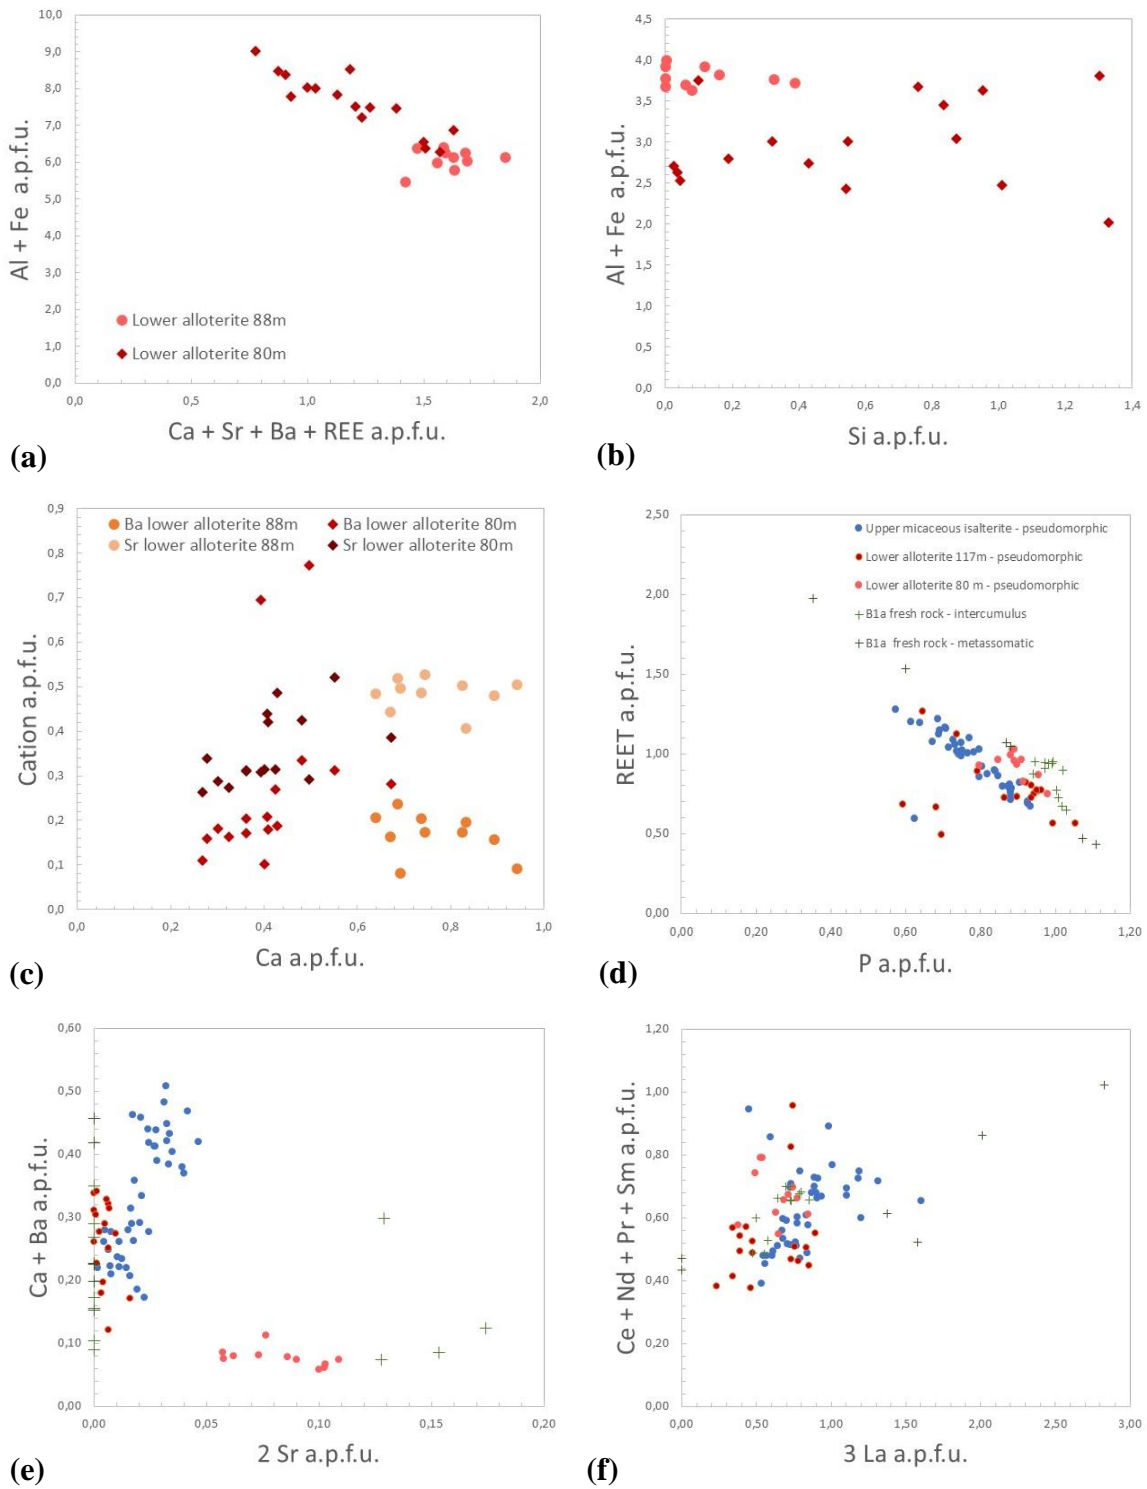 10,0
9,0
8,0
7,0
6,0
5,0
4,0
3,0
2,0
1,0
0,0
Al + Fe a.p.f.u.
Lower alloterite 88m
Lower alloterite 80m
0,0 0,5 1,0 1,5 2,0
Ca + Sr + Ba + REE a.p.f.u.
(a)
4,5
4,0
3,5
3,0
2,5
2,0
1,5
1,0
0,5
0,0
Al + Fe a.p.f.u.
0,0 0,2 0,4 0,6 0,8 1,0 1,2 1,4
Si a.p.f.u.
(b)
0,9
0,8
0,7
0,6
0,5
0,4
0,3
0,2
0,1
0,0
Cation a.p.f.u.
Ba lower alloterite 88m Ba lower alloterite 80m
Sr lower alloterite 88m Sr lower alloterite 80m
0,0 0,2 0,4 0,6 0,8 1,0
Ca a.p.f.u.
(c)
2,50
2,00
1,50
1,00
0,50
0,00
REET a.p.f.u.
Upper micaceous isalterite - pseudomorphic
Lower alloterite 117m - pseudomorphic
Lower alloterite 80 m - pseudomorphic
B1a fresh rock - intercumulus
B1a fresh rock - metassomatic
0,00 0,20 0,40 0,60 0,80 1,00 1,20
P a.p.f.u.
(d)
0,60
0,50
0,40
0,30
0,20
0,10
0,00
Ca + Ba a.p.f.u.
0,00 0,05 0,10 0,15 0,20
2 Sr a.p.f.u.
(e)
1,20
1,00
0,80
0,60
0,40
0,20
0,00
Ce + Nd + Pr + Sm a.p.f.u.
0,00 0,50 1,00 1,50 2,00 2,50 3,00
3 La a.p.f.u.
(f)